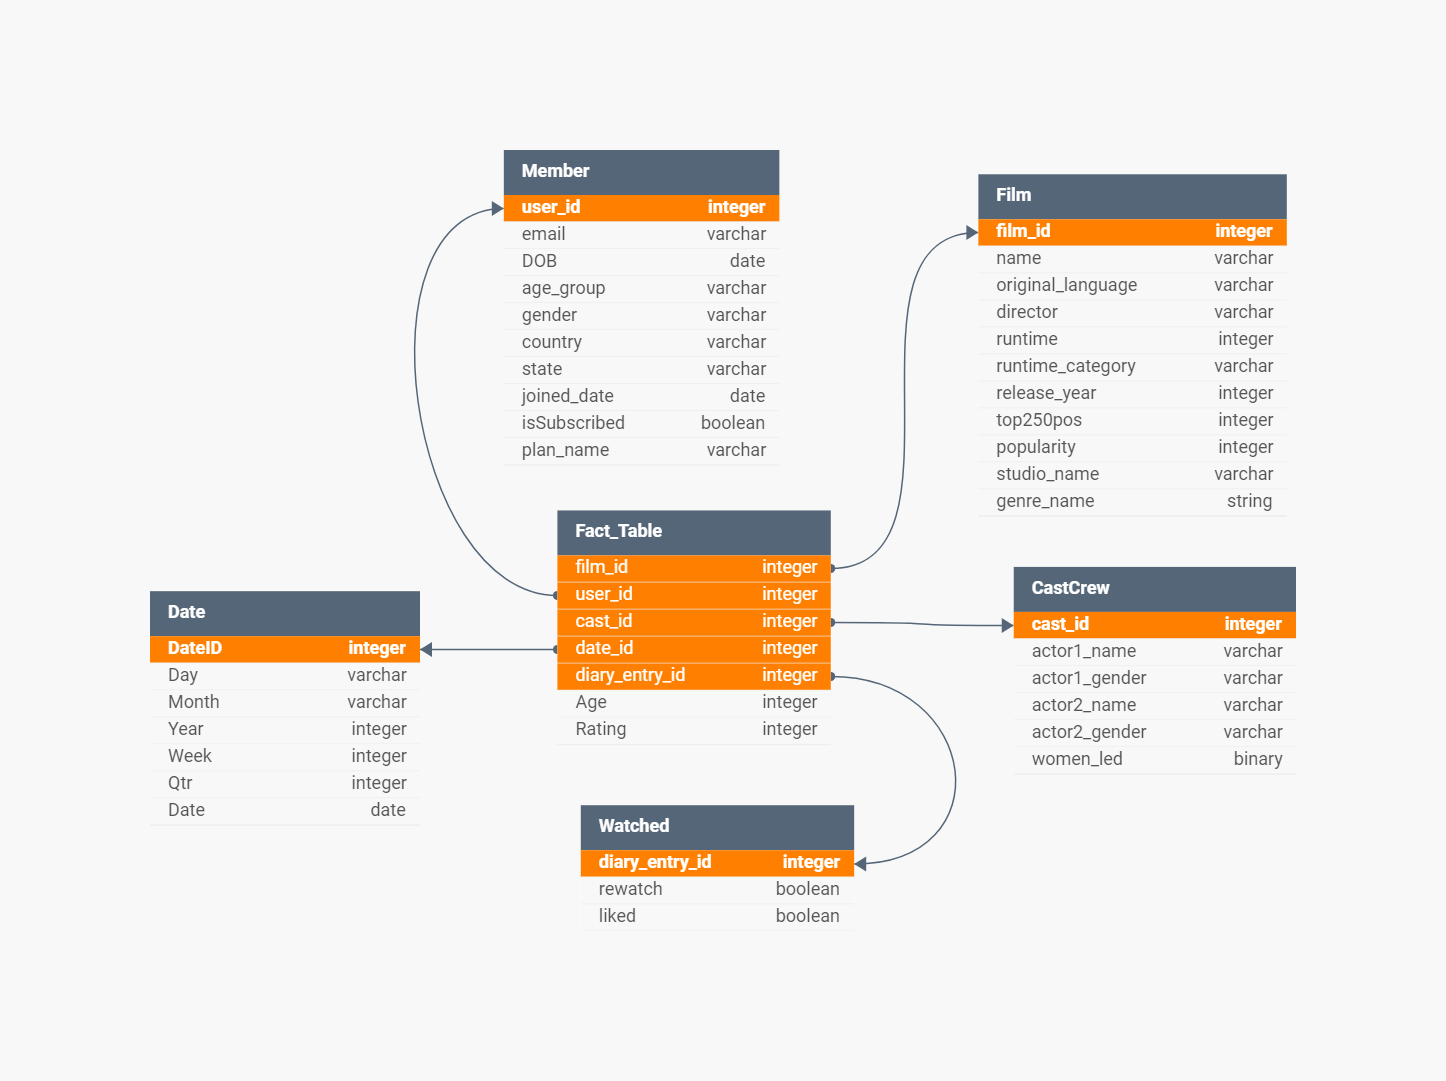 Member
user_id integer
email varchar
DOB date
age_group varchar
gender varchar
country varchar
state varchar
joined_date date
isSubscribed boolean
plan_name varchar
Film
film_id integer
name varchar
original_language varchar
director varchar
runtime integer
runtime_category varchar
release_year integer
top250pos integer
popularity integer
studio_name varchar
genre_name string
Fact_Table
film_id integer
user_id integer
cast_id integer
date_id integer
diary_entry_id integer
Age integer
Rating integer
Date
DateID integer
Day varchar
Month varchar
Year integer
Week integer
Qtr integer
Date date
CastCrew
cast_id integer
actor1_name varchar
actor1_gender varchar
actor2_name varchar
actor2_gender varchar
women_led binary
Watched
diary_entry_id integer
rewatch boolean
liked boolean